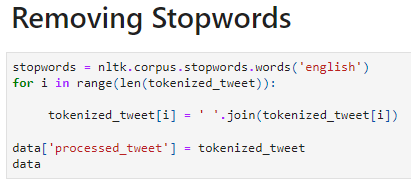 Removing Stopwords
stopwords = nltk.corpus.stopwords.words('english')
for i in range(len(tokenized_tweet)):
tokenized_tweet[i] = ' '.join(tokenized_tweet[i])
data['processed_tweet'] = tokenized_tweet
data